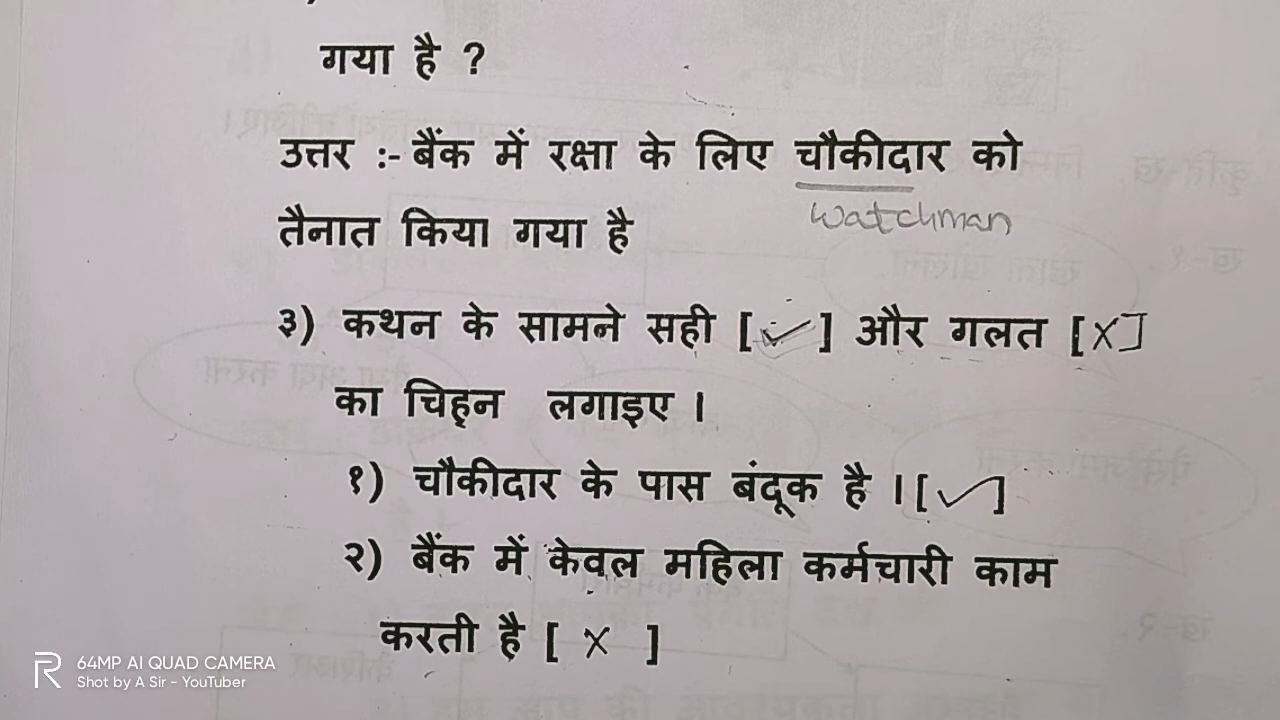 गया है ?
उत्तर :- बैंक में रक्षा के लिए चौकीदार को
watchman
तैनात किया गया है
३) कथन के सामने सही [✓] और गलत [X]
का चिह्न लगाइए ।
१) चौकीदार के पास बंदूक है ।[✓]
२) बैंक में केवल महिला कर्मचारी काम
करती है [ X ]
64MP AI QUAD CAMERA
Shot by A Sir - YouTuber